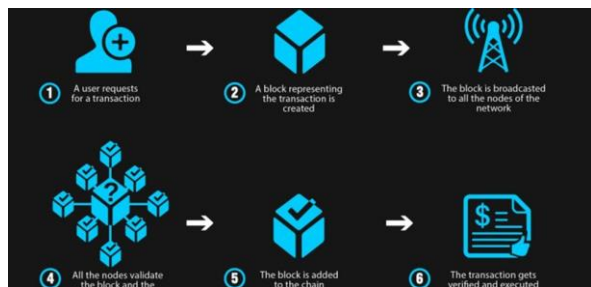 1 A user requests
for a transaction
2 A block representing
the transaction is
created
3 The block is broadcasted
to all the nodes of the
network
?
4 All the nodes validate
the block and the
5 The block is added
to the chain
$
6 The transaction gets
verified and executed